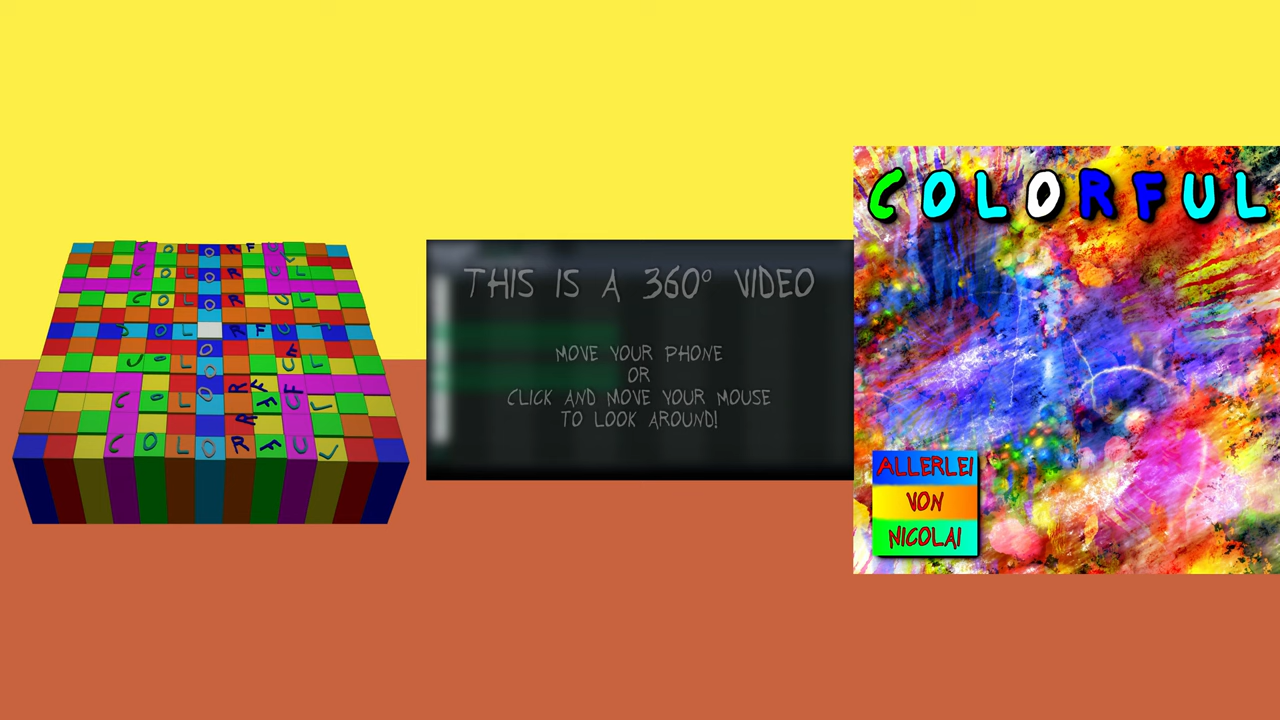 C O L O R F
C O L O R U L
C O L O R U L
C O L O R F U L
C O L O R F U L
C O L O R F U L
C O L O R F U L
THIS IS A 360° VIDEO
MOVE YOUR PHONE
OR
CLICK AND MOVE YOUR MOUSE
TO LOOK AROUND!
COLORFUL
ALLERLEI
VON
NICOLAI